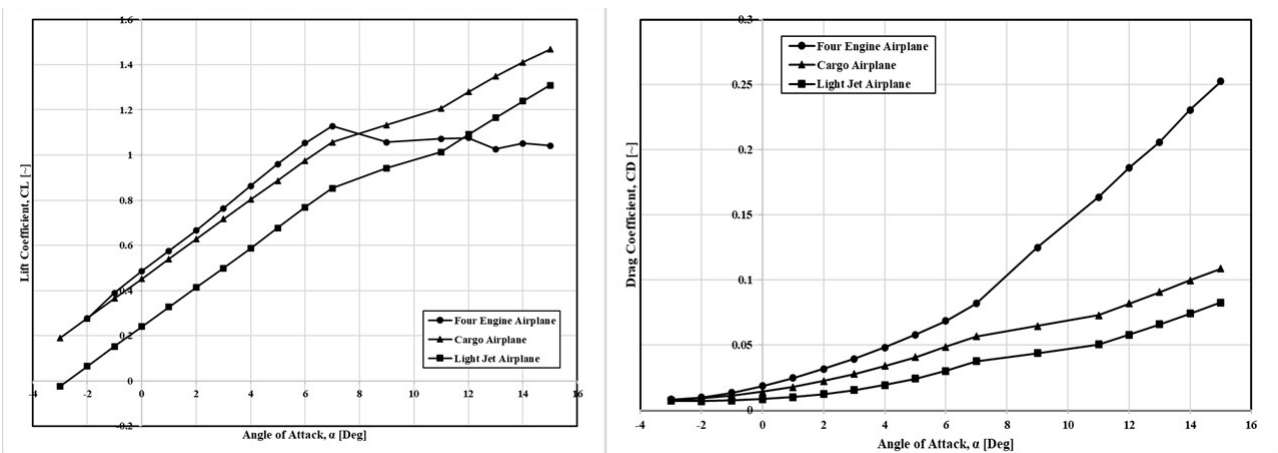 1.6
1.4
1.2
1
0.8
0.6
0.4
0.2
0
-0.2
-4 -2 0 2 4 6 8 10 12 14 16
Lift Coefficient, CL [~]
Angle of Attack, α [Deg]
Four Engine Airplane
Cargo Airplane
Light Jet Airplane
0.3
0.25
0.2
0.15
0.1
0.05
0
-4 -2 0 2 4 6 8 10 12 14 16
Drag Coefficient, CD [~]
Angle of Attack, α [Deg]
Four Engine Airplane
Cargo Airplane
Light Jet Airplane